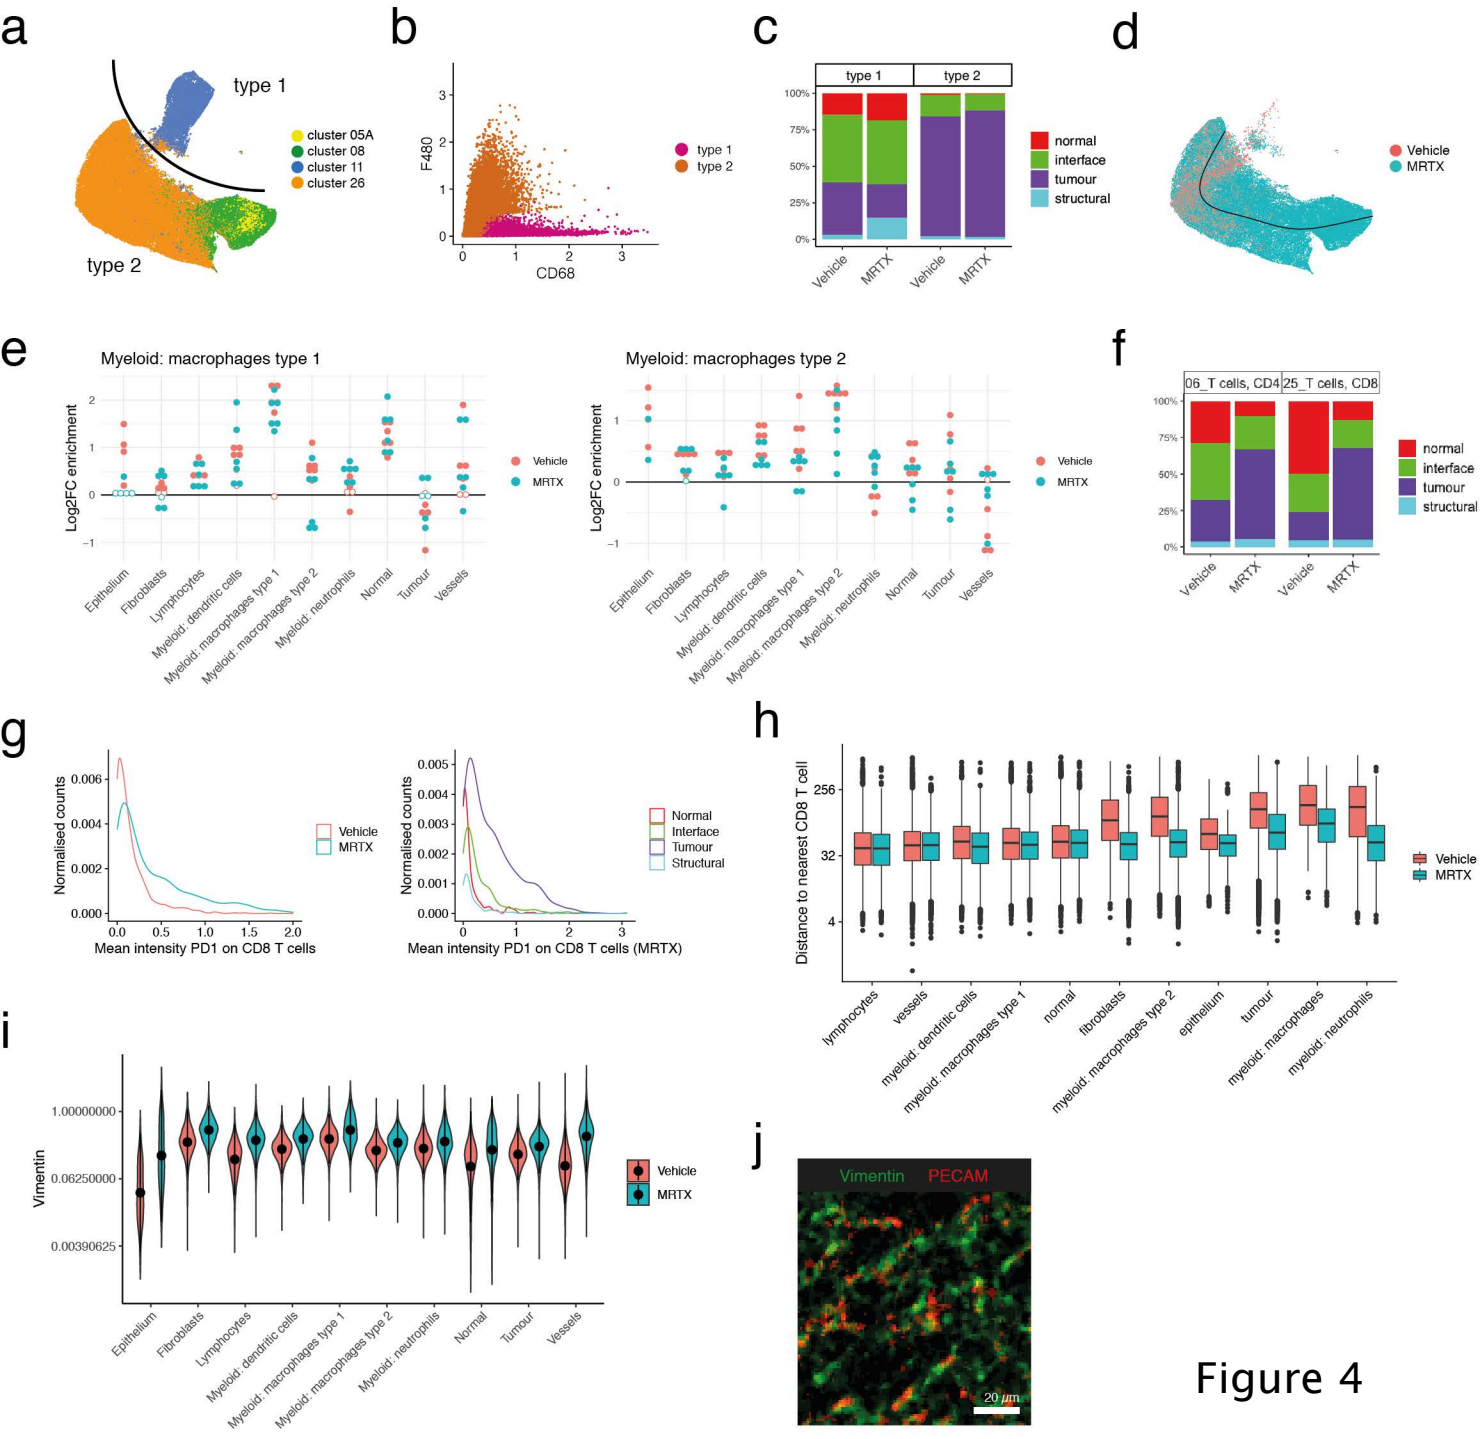 a
type 1
cluster 05A
cluster 08
cluster 11
cluster 26
type 2
b
F480
3
2
1
0
0 1 2 3
CD68
type 1
type 2
c
type 1 type 2
100%
75%
50%
25%
0%
Vehicle MRTX Vehicle MRTX
normal
interface
tumour
structural
d
Vehicle
MRTX
e
Myeloid: macrophages type 1
Log2FC enrichment
2
1
0
−1
Epithelium
Fibroblasts
Lymphocytes
Myeloid: dendritic cells
Myeloid: macrophages type 1
Myeloid: macrophages type 2
Myeloid: neutrophils
Normal
Tumour
Vessels
Vehicle
MRTX
Myeloid: macrophages type 2
Log2FC enrichment
1
0
−1
Epithelium
Fibroblasts
Lymphocytes
Myeloid: dendritic cells
Myeloid: macrophages type 1
Myeloid: macrophages type 2
Myeloid: neutrophils
Normal
Tumour
Vessels
Vehicle
MRTX
f
06_T cells, CD4 25_T cells, CD8
100%
75%
50%
25%
0%
Vehicle MRTX Vehicle MRTX
normal
interface
tumour
structural
g
Normalised counts
0.006
0.004
0.002
0.000
0.0 0.5 1.0 1.5 2.0
Mean intensity PD1 on CD8 T cells
Vehicle
MRTX
Normalised counts
0.005
0.004
0.003
0.002
0.001
0.000
0 1 2 3
Mean intensity PD1 on CD8 T cells (MRTX)
Normal
Interface
Tumour
Structural
h
Distance to nearest CD8 T cell
256
32
4
lymphocytes
vessels
myeloid: dendritic cells
myeloid: macrophages type 1
normal
fibroblasts
myeloid: macrophages type 2
epithelium
tumour
myeloid: macrophages
myeloid: neutrophils
Vehicle
MRTX
i
Vimentin
1.00000000
0.06250000
0.00390625
Epithelium
Fibroblasts
Lymphocytes
Myeloid: dendritic cells
Myeloid: macrophages type 1
Myeloid: macrophages type 2
Myeloid: neutrophils
Normal
Tumour
Vessels
Vehicle
MRTX
j
Vimentin PECAM
20 µm
Figure 4